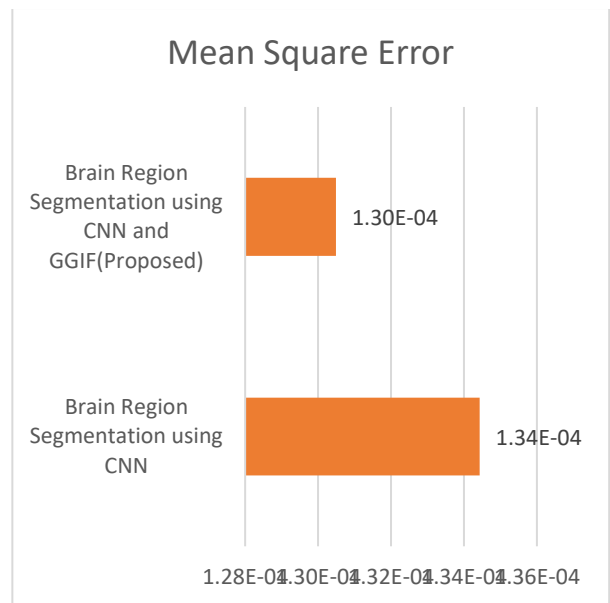 Mean Square Error
Brain Region
Segmentation using
CNN and
GGIF(Proposed)
1.30E-04
Brain Region
Segmentation using
CNN
1.34E-04
1.28E-04 1.30E-04 1.32E-04 1.34E-04 1.36E-04